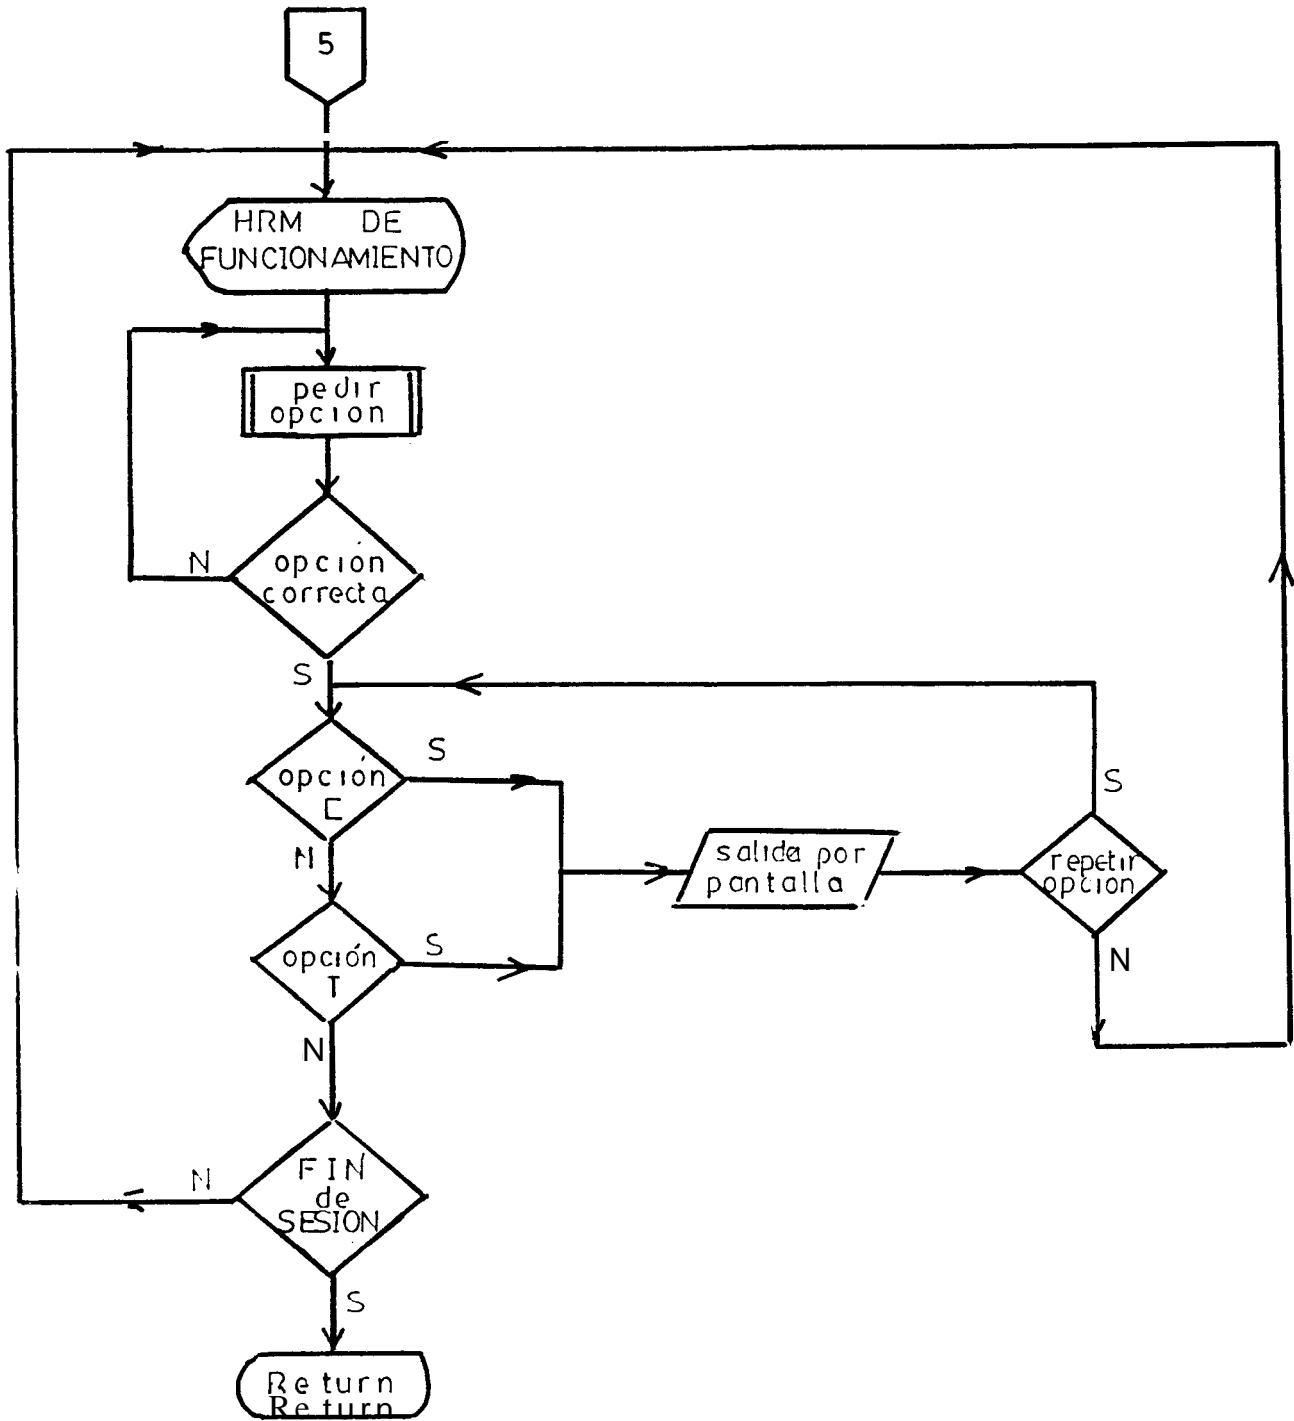 5
HRM DE
FUNCIONAMIENTO
pedir
opcion
N
opción
correcta
S
opción
E
S
N
salida por
pantalla
repetir
opcion
S
N
opción
T
S
N
FIN
de
SESION
N
S
Return
Return